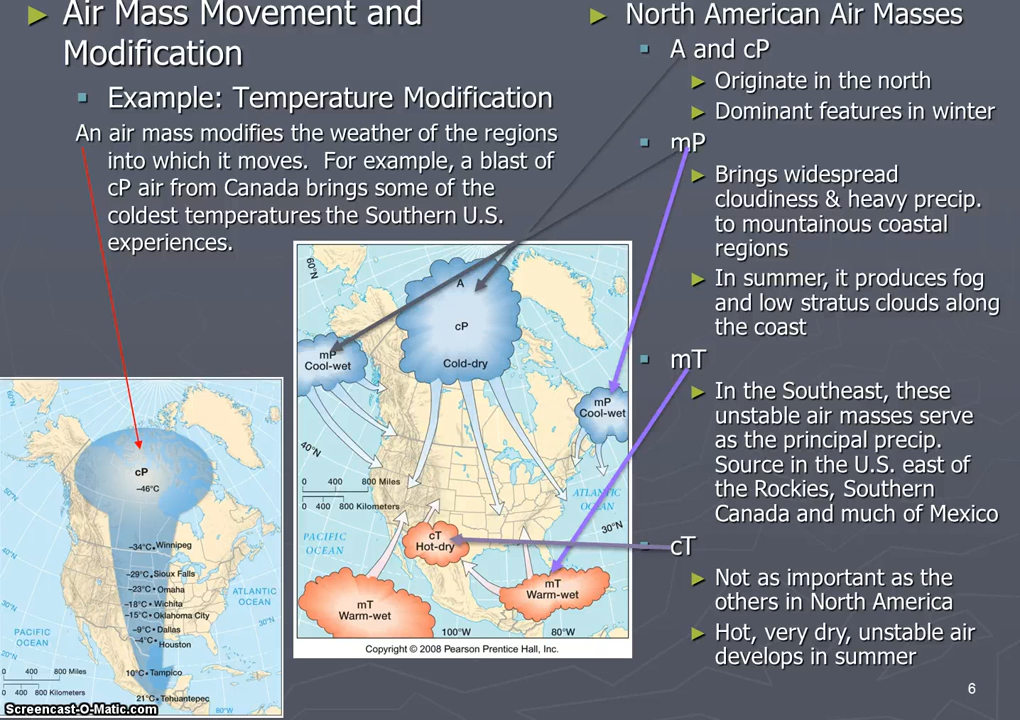 ► Air Mass Movement and
Modification
▪ Example: Temperature Modification
An air mass modifies the weather of the regions
into which it moves. For example, a blast of
cP air from Canada brings some of the
coldest temperatures the Southern U.S.
experiences.
► North American Air Masses
▪ A and cP
► Originate in the north
► Dominant features in winter
▪ mP
► Brings widespread
cloudiness & heavy precip.
to mountainous coastal
regions
► In summer, it produces fog
and low stratus clouds along
the coast
▪ mT
► In the Southeast, these
unstable air masses serve
as the principal precip.
Source in the U.S. east of
the Rockies, Southern
Canada and much of Mexico
▪ cT
► Not as important as the
others in North America
► Hot, very dry, unstable air
develops in summer
60°N
A
cP
Cold-dry
mP
Cool-wet
mP
Cool-wet
40°N
0 400 800 Miles
0 400 800 Kilometers
ATLANTIC
OCEAN
30°N
PACIFIC
OCEAN
cT
Hot-dry
mT
Warm-wet
mT
Warm-wet
100°W 80°W
Copyright © 2008 Pearson Prentice Hall, Inc.
60°N
50°N
40°N
30°N
20°N
cP
–46°C
–34°C Winnipeg
–29°C Sioux Falls
–23°C Omaha
–18°C Wichita
–15°C Oklahoma City
–9°C Dallas
–4°C Houston
10°C Tampico
21°C Tehuantepec
ATLANTIC
OCEAN
30°N
PACIFIC
OCEAN
0 400 800 Miles
0 400 800 Kilometers
80°W
Screencast-O-Matic.com
6